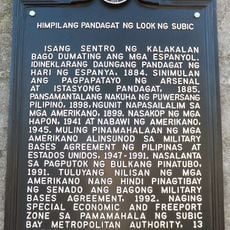 HIMPILANG PANDAGAT NG LOOK NG SUBIC
ISANG SENTRO NG KALAKALAN
BAGO DUMATING ANG MGA ESPANYOL.
IDINEKLARANG DAUNGANG PANDAGAT NG
HARI NG ESPANYA, 1884. SINIMULAN
ANG PAGPAPATAYO NG ARSENAL
AT ISTASYONG PANDAGAT, 1885.
PANSAMANTALANG NAKUHA NG PUWERSANG
PILIPINO, 1898, NGUNIT NAPASAILALIM SA
MGA AMERIKANO, 1899. NASAKOP NG MGA
HAPON, 1941 AT NABAWI NG AMERIKANO,
1945. MULING PINAMAHALAAN NG MGA
AMERIKANO ALINSUNOD SA MILITARY
BASES AGREEMENT NG PILIPINAS AT
ESTADOS UNIDOS, 1947-1991. NASALANTA
SA PAGPUTOK NG BULKANG PINATUBO,
1991. TULUYANG NILISAN NG MGA
AMERIKANO NANG HINDI PINAGTIBAY
NG SENADO ANG BAGONG MILITARY
BASES AGREEMENT, 1992. NAGING
SPECIAL ECONOMIC AND FREEPORT
ZONE SA PAMAMAHALA NG SUBIC
BAY METROPOLITAN AUTHORITY, 13